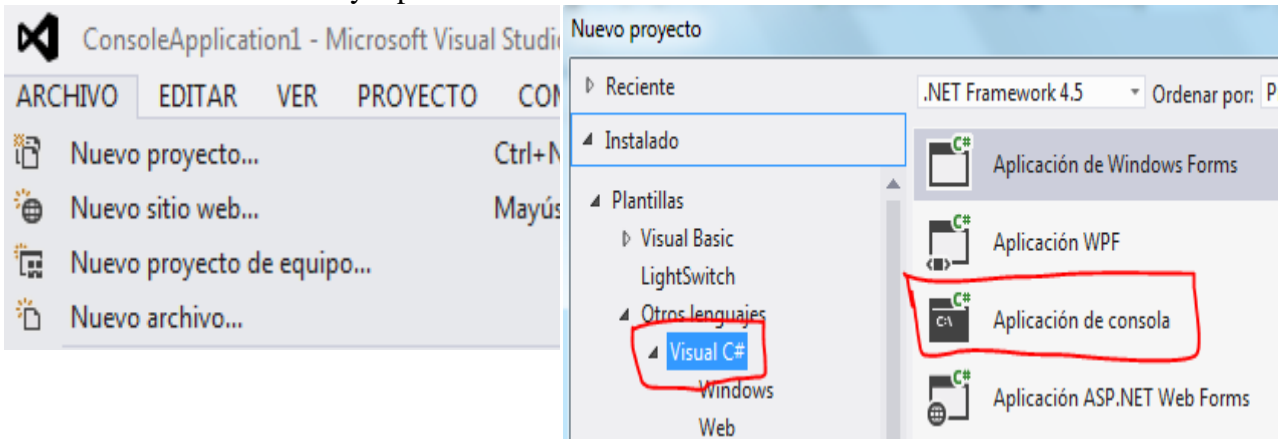 ConsoleApplication1 - Microsoft Visual Studio
ARCHIVO EDITAR VER PROYECTO
Nuevo proyecto... Ctrl+N
Nuevo sitio web... Mayús
Nuevo proyecto de equipo...
Nuevo archivo...
Nuevo proyecto
Reciente
Instalado
Plantillas
Visual Basic
LightSwitch
Otros lenguajes
Visual C#
Windows
Web
.NET Framework 4.5 Ordenar por: P
C#
Aplicación de Windows Forms
C#
Aplicación WPF
C#
C:\
Aplicación de consola
C#
Aplicación ASP.NET Web Forms